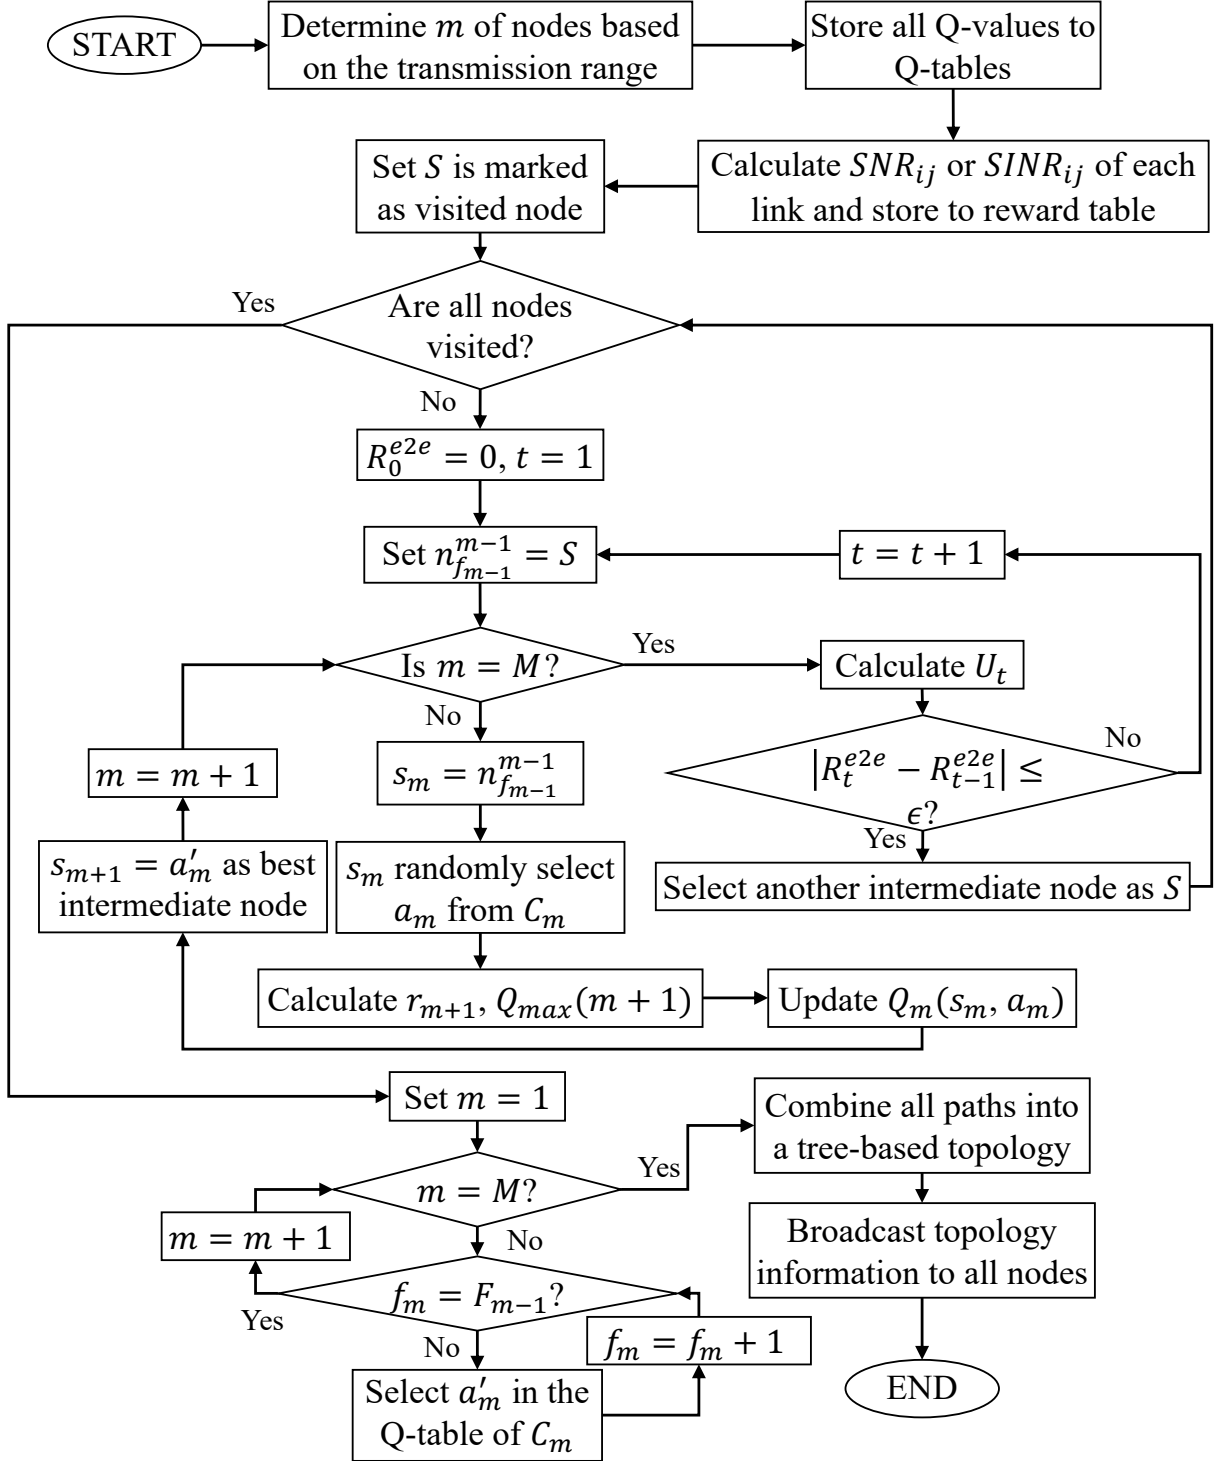 START
Determine m of nodes based
on the transmission range
Store all Q-values to
Q-tables
Calculate SNR_{ij} or SINR_{ij} of each
link and store to reward table
Set S is marked
as visited node
Are all nodes
visited?
Yes
No
R_0^{e2e} = 0, t = 1
Set n_{f_{m-1}}^{m-1} = S
t = t + 1
Is m = M?
Yes
No
Calculate U_t
|R_t^{e2e} − R_{t-1}^{e2e}| ≤
ϵ?
No
Yes
Select another intermediate node as S
s_m = n_{f_{m-1}}^{m-1}
m = m + 1
s_{m+1} = a'_m as best
intermediate node
s_m randomly select
a_m from C_m
Calculate r_{m+1}, Q_{max}(m + 1)
Update Q_m(s_m, a_m)
Set m = 1
m = M?
Yes
No
Combine all paths into
a tree-based topology
m = m + 1
Broadcast topology
information to all nodes
f_m = F_{m-1}?
Yes
No
f_m = f_m + 1
Select a'_m in the
Q-table of C_m
END